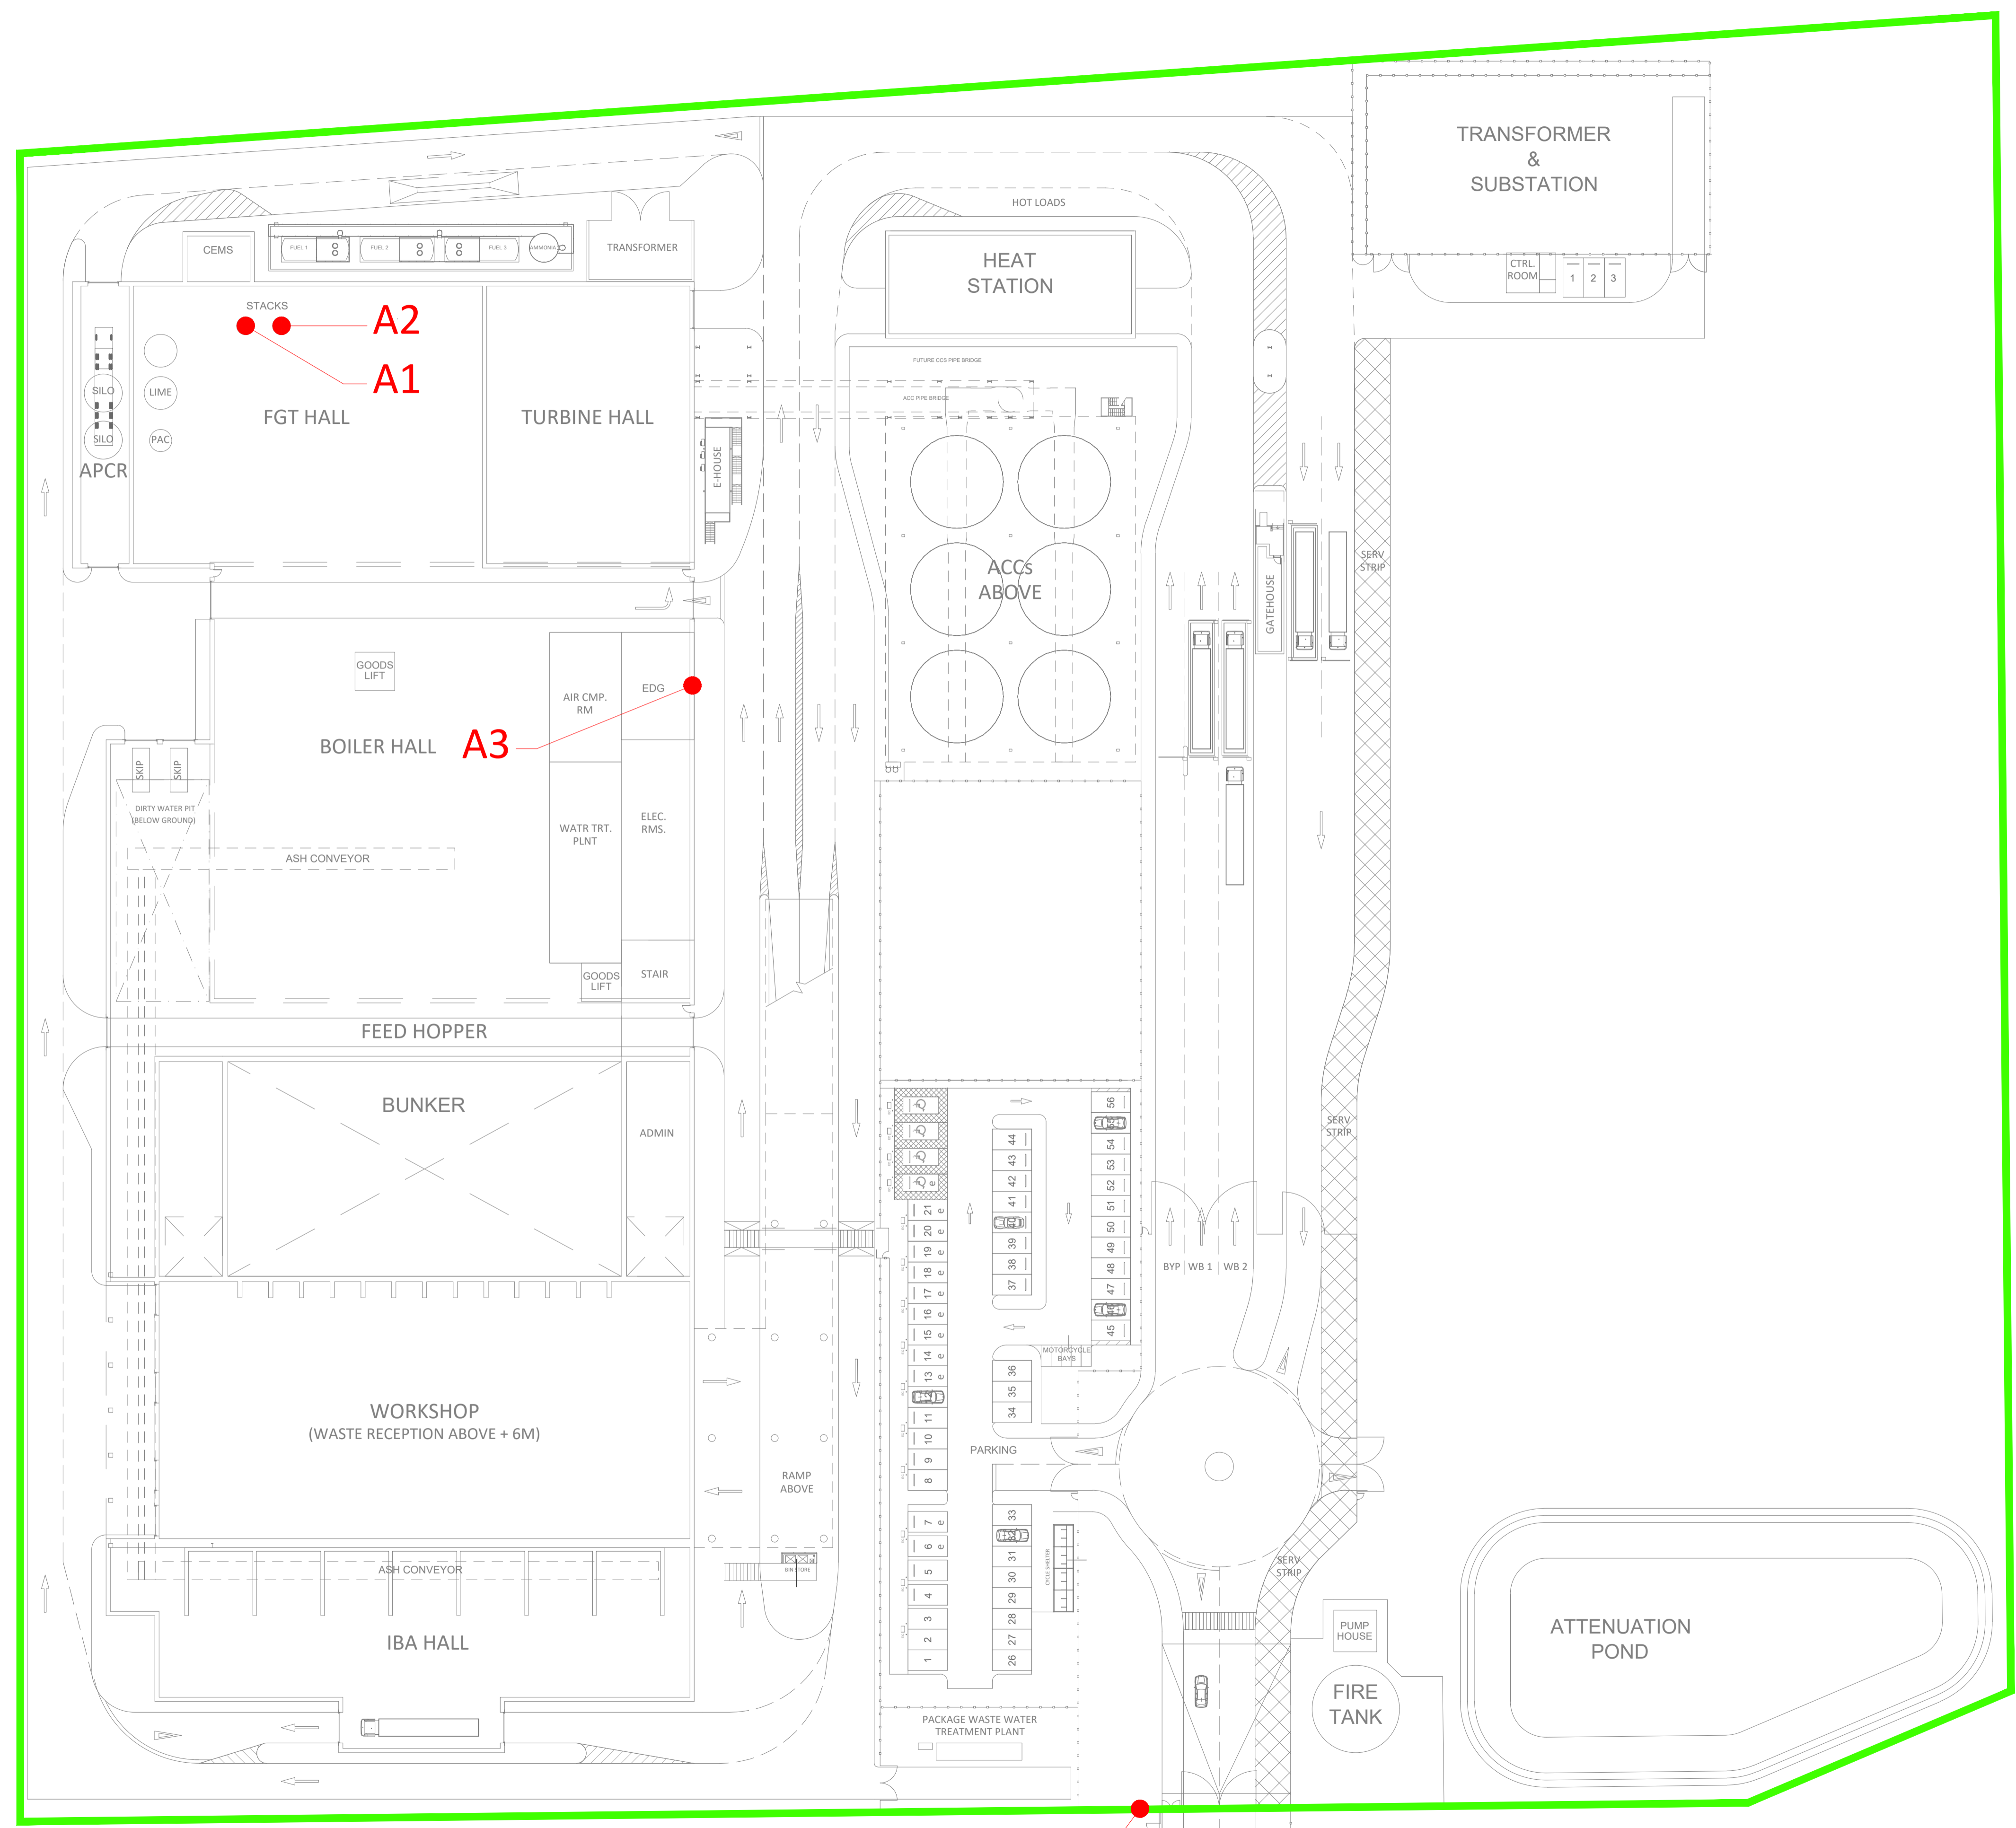 TRANSFORMER
&
SUBSTATION
CTRL.
ROOM
1
2
3
HOT LOADS
HEAT
STATION
CEMS
FUEL 1
FUEL 2
FUEL 3
AMMONIA
TRANSFORMER
STACKS
A2
A1
SILO
LIME
SILO
PAC
APCR
FGT HALL
TURBINE HALL
E-HOUSE
FUTURE CCS PIPE BRIDGE
ACC PIPE BRIDGE
ACCs
ABOVE
GATEHOUSE
SERV
STRIP
GOODS
LIFT
BOILER HALL
A3
AIR CMP.
RM
EDG
SKIP
SKIP
DIRTY WATER PIT
(BELOW GROUND)
WATR TRT.
PLNT
ELEC.
RMS.
ASH CONVEYOR
GOODS
LIFT
STAIR
FEED HOPPER
BUNKER
ADMIN
SERV
STRIP
e
21 e
20 e
19 e
18 e
17 e
16 e
15 e
14 e
13 e
12
11
10
9
8
7 e
6 e
5
4
3
2
1
44
43
42
41
40
39
38
37
36
35
34
33
32
31
30
29
28
27
26
56
55
54
53
52
51
50
49
48
47
46
45
BYP
WB 1
WB 2
MOTORCYCLE
BAYS
PARKING
CYCLE SHELTER
WORKSHOP
(WASTE RECEPTION ABOVE + 6M)
RAMP
ABOVE
BIN STORE
ASH CONVEYOR
IBA HALL
SERV
STRIP
PUMP
HOUSE
FIRE
TANK
ATTENUATION
POND
PACKAGE WASTE WATER
TREATMENT PLANT